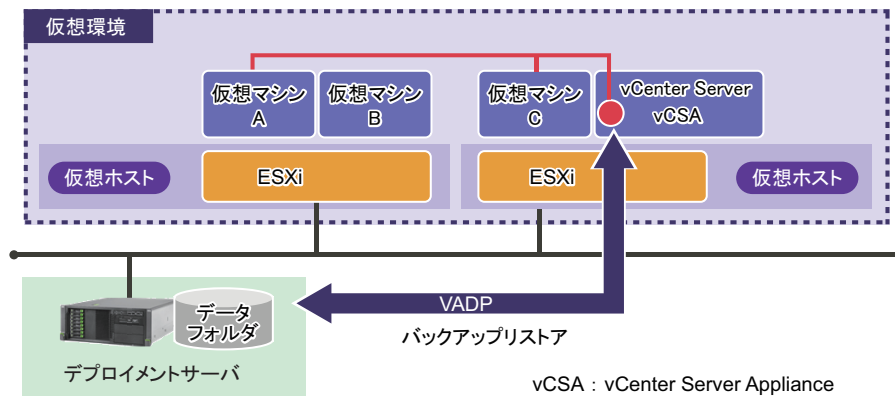 仮想環境
仮想マシン
A
仮想マシン
B
仮想マシン
C
vCenter Server
vCSA
仮想ホスト
ESXi
ESXi
仮想ホスト
VADP
データ
フォルダ
バックアップリストア
デプロイメントサーバ
vCSA : vCenter Server Appliance